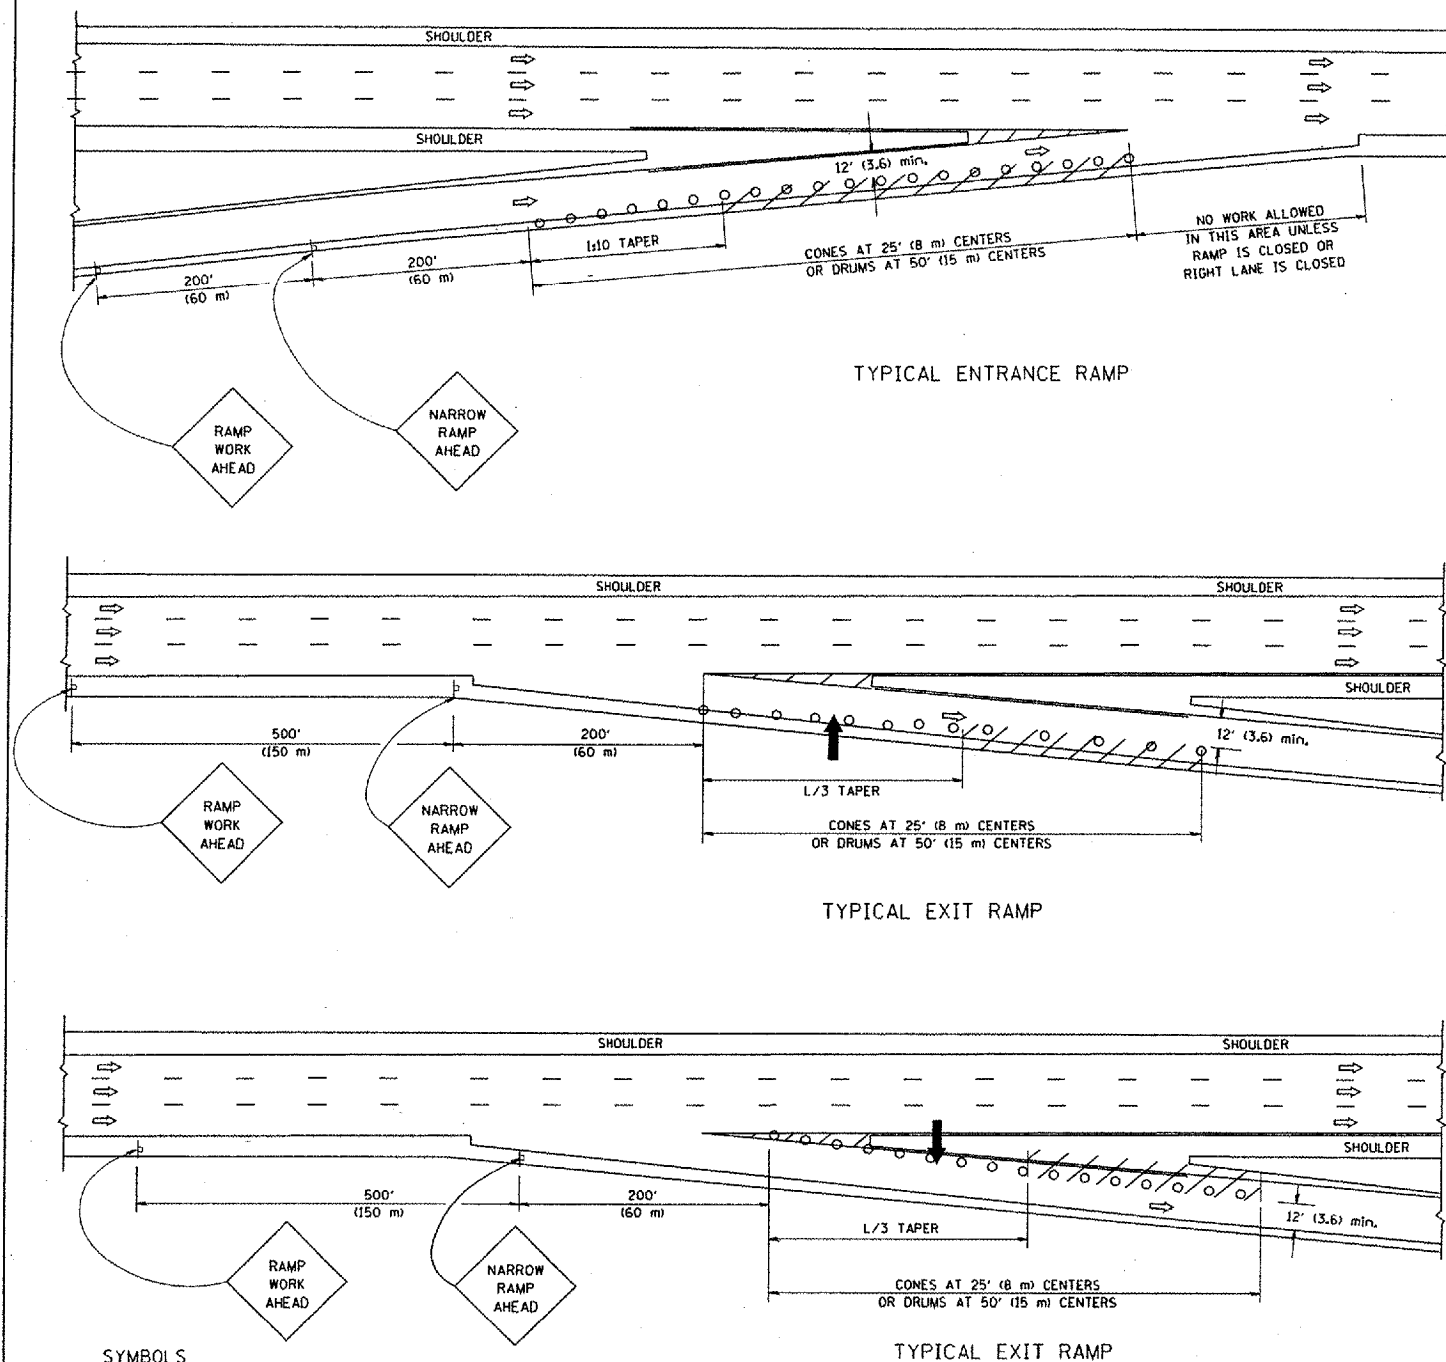 SHOULDER
SHOULDER
12' (3.6) min.
1:10 TAPER
200'
(60 m)
200'
(60 m)
CONES AT 25' (8 m) CENTERS
OR DRUMS AT 50' (15 m) CENTERS
NO WORK ALLOWED
IN THIS AREA UNLESS
RAMP IS CLOSED OR
RIGHT LANE IS CLOSED
TYPICAL ENTRANCE RAMP
RAMP
WORK
AHEAD
NARROW
RAMP
AHEAD
SHOULDER
SHOULDER
SHOULDER
500'
(150 m)
200'
(60 m)
12' (3.6) min.
L/3 TAPER
CONES AT 25' (8 m) CENTERS
OR DRUMS AT 50' (15 m) CENTERS
RAMP
WORK
AHEAD
NARROW
RAMP
AHEAD
TYPICAL EXIT RAMP
SHOULDER
SHOULDER
SHOULDER
500'
(150 m)
200'
(60 m)
12' (3.6) min.
L/3 TAPER
CONES AT 25' (8 m) CENTERS
OR DRUMS AT 50' (15 m) CENTERS
RAMP
WORK
AHEAD
NARROW
RAMP
AHEAD
TYPICAL EXIT RAMP
SYMBOLS